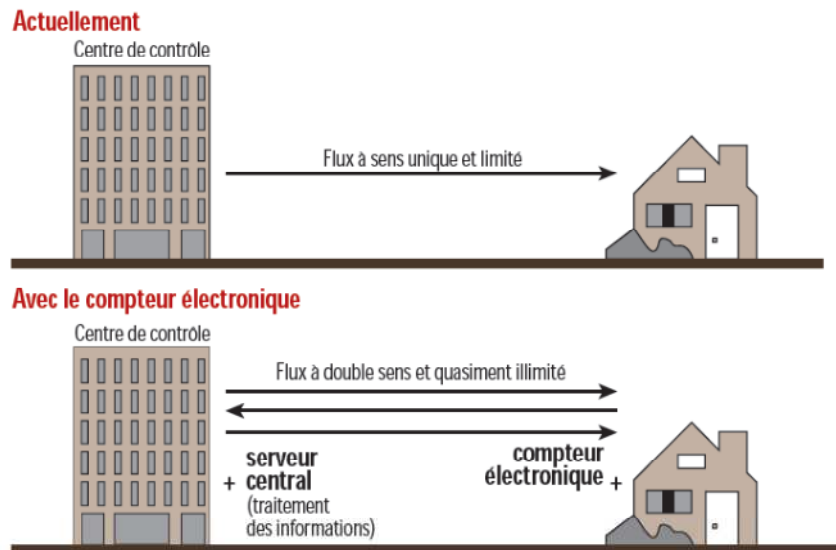 Actuellement
Centre de contrôle
Flux à sens unique et limité
Avec le compteur électronique
Centre de contrôle
Flux à double sens et quasiment illimité
+ serveur
central
(traitement
des informations)
compteur
électronique +